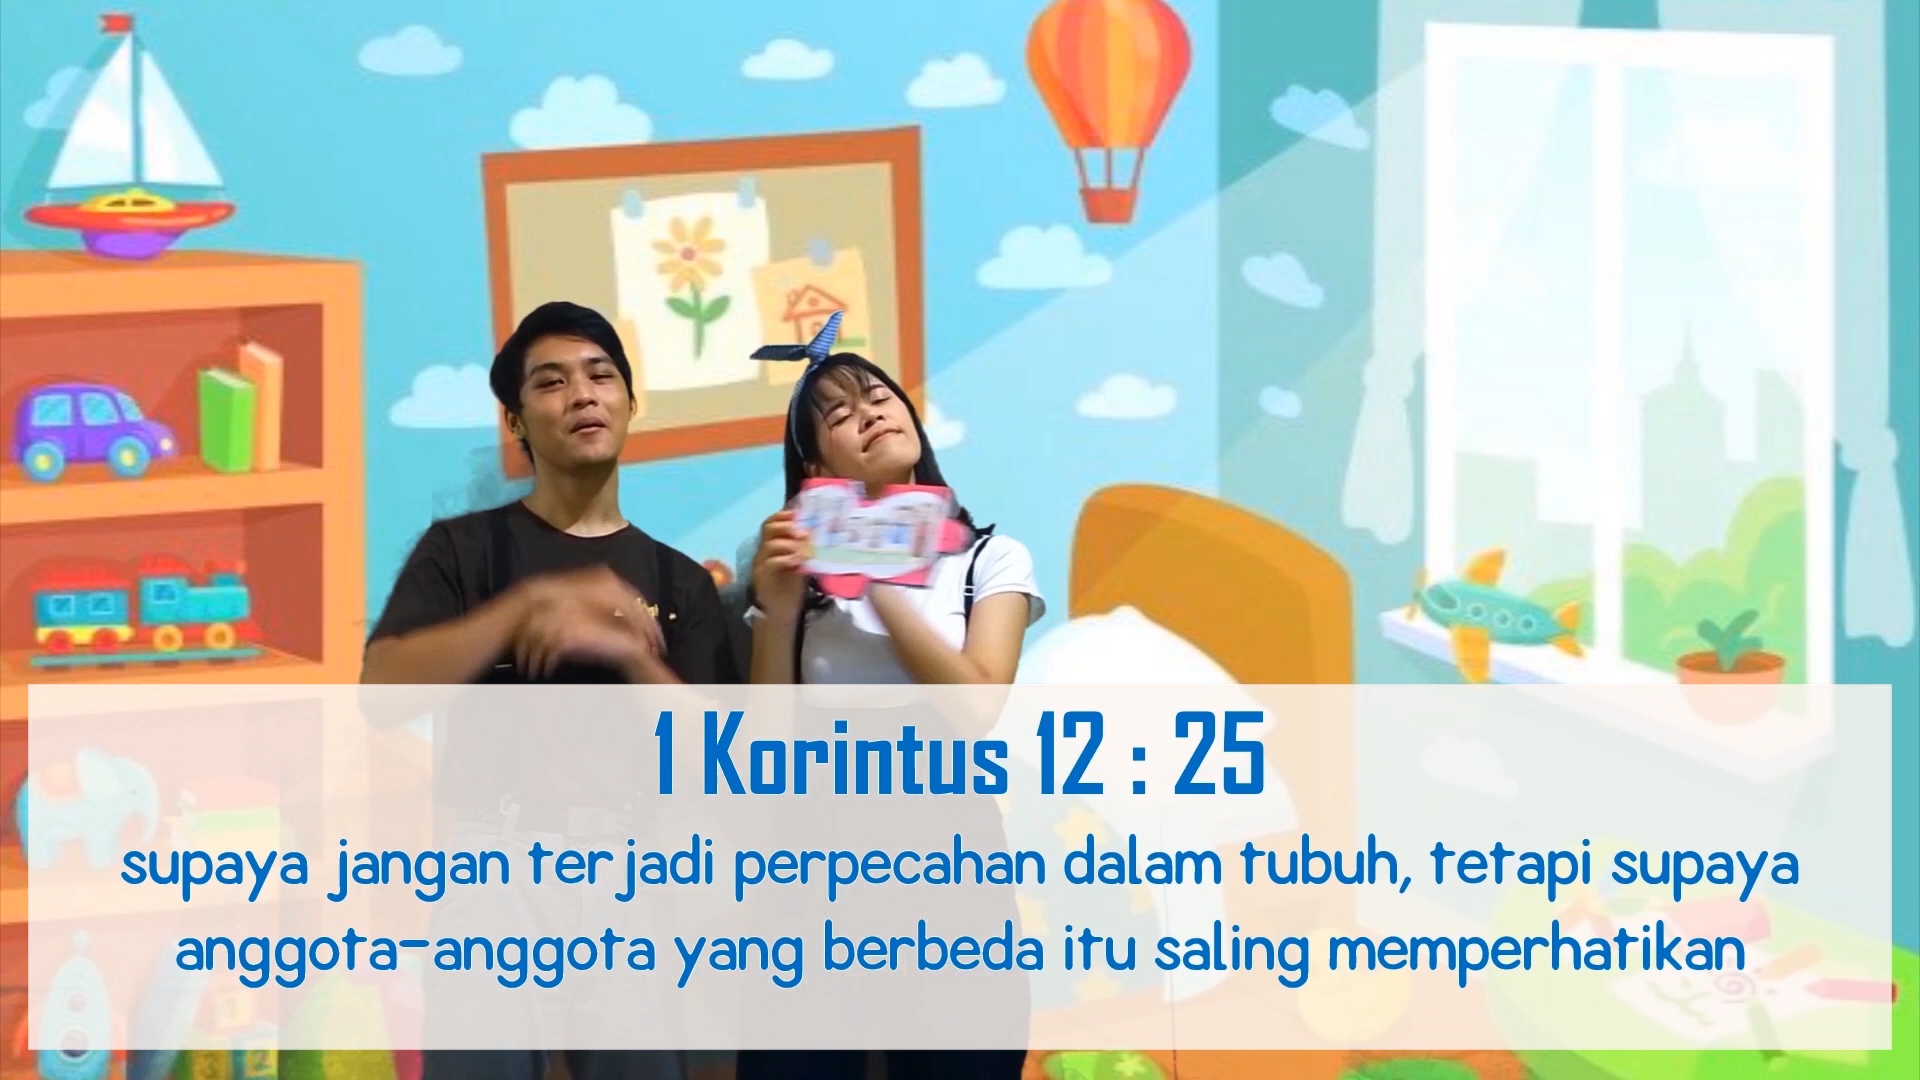 1 Korintus 12 : 25
supaya jangan terjadi perpecahan dalam tubuh, tetapi supaya
anggota-anggota yang berbeda itu saling memperhatikan